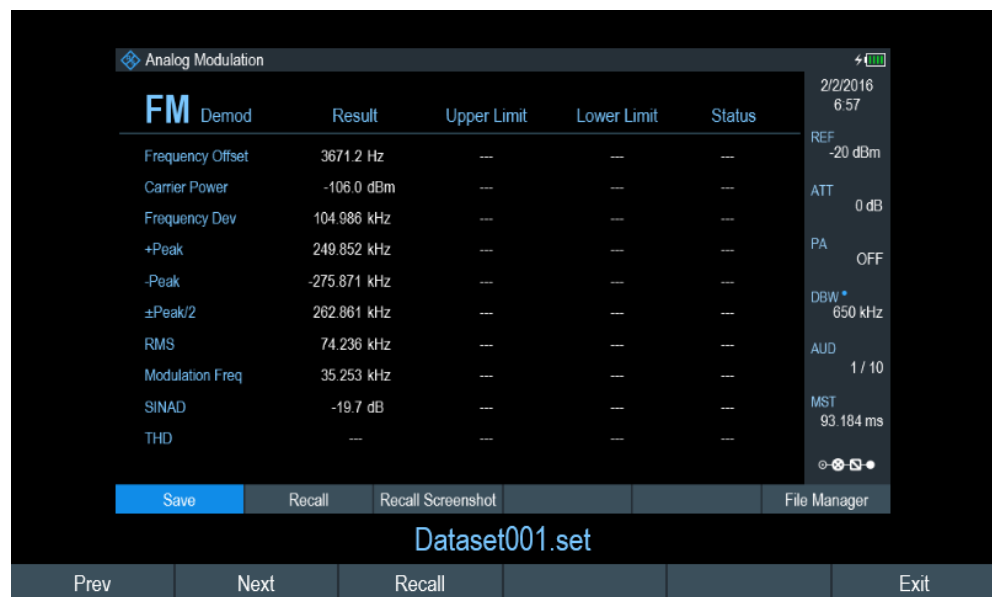 Analog Modulation
2/2/2016
6:57
FM Demod Result Upper Limit Lower Limit Status
Frequency Offset 3671.2 Hz --- --- ---
Carrier Power -106.0 dBm --- --- ---
Frequency Dev 104.986 kHz --- --- ---
+Peak 249.852 kHz --- --- ---
-Peak -275.871 kHz --- --- ---
±Peak/2 262.861 kHz --- --- ---
RMS 74.236 kHz --- --- ---
Modulation Freq 35.253 kHz --- --- ---
SINAD -19.7 dB --- --- ---
THD --- --- --- ---
REF
-20 dBm
ATT
0 dB
PA
OFF
DBW
650 kHz
AUD
1 / 10
MST
93.184 ms
Save Recall Recall Screenshot File Manager
Dataset001.set
Prev Next Recall Exit